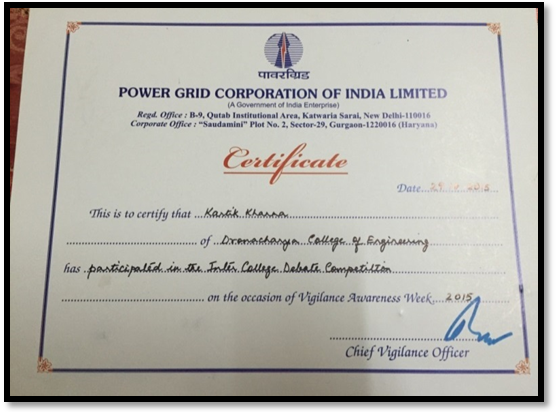 पावरग्रिड
POWER GRID CORPORATION OF INDIA LIMITED
(A Government of India Enterprise)
Regd. Office : B-9, Qutab Institutional Area, Katwaria Sarai, New Delhi-110016
Corporate Office : "Saudamini" Plot No. 2, Sector-29, Gurgaon-1220016 (Haryana)
Certificate
Date 2015
This is to certify that Kartik Khanna
of Dronacharya College of Engineering
has participated in the Inter College Debate Competition
on the occasion of Vigilance Awareness Week 2015
Chief Vigilance Officer